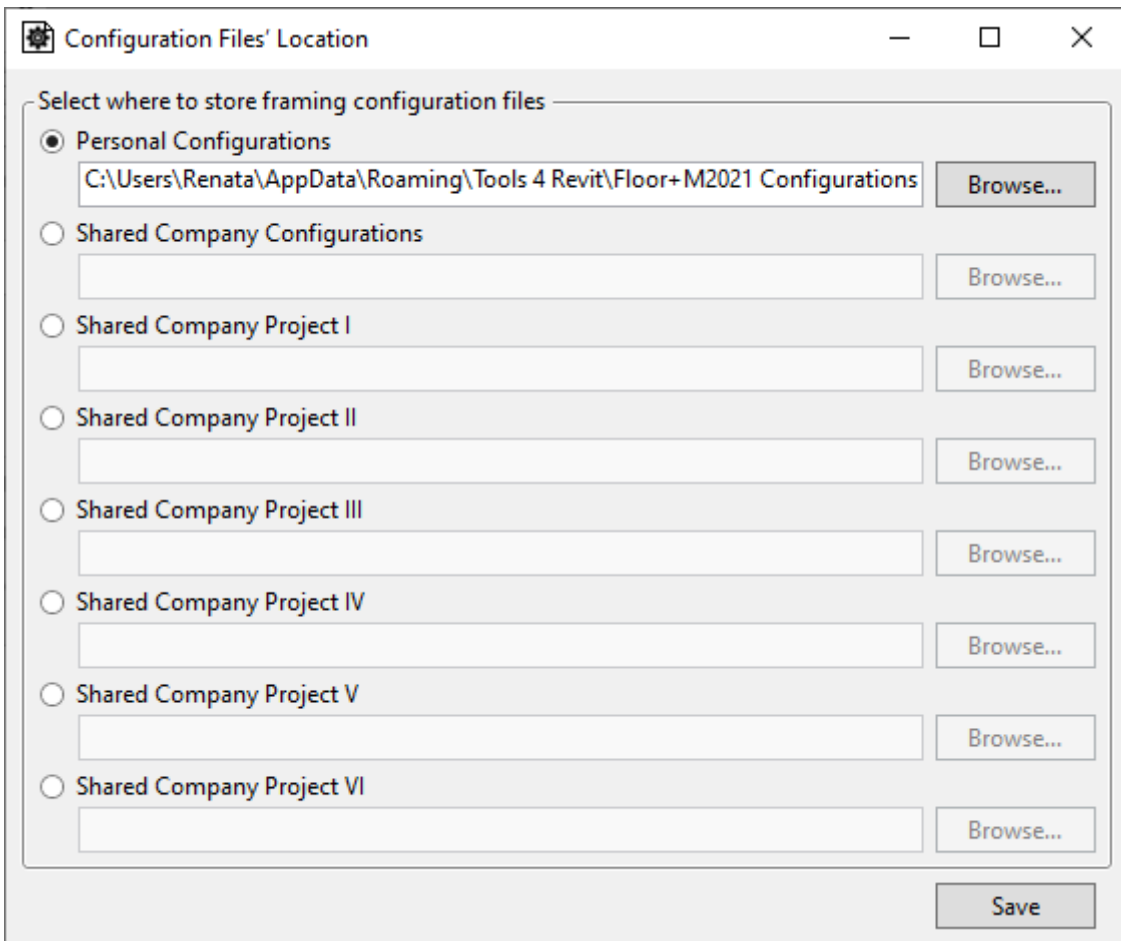 Configuration Files' Location
Select where to store framing configuration files
Personal Configurations
C:\Users\Renata\AppData\Roaming\Tools 4 Revit\Floor+M2021 Configurations
Browse...
Shared Company Configurations
Browse...
Shared Company Project I
Browse...
Shared Company Project II
Browse...
Shared Company Project III
Browse...
Shared Company Project IV
Browse...
Shared Company Project V
Browse...
Shared Company Project VI
Browse...
Save